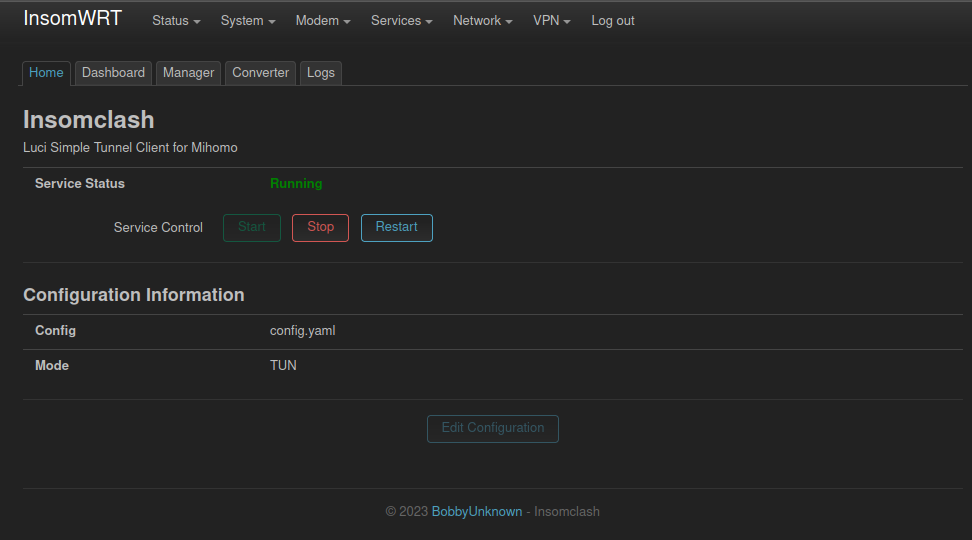 InsomWRT Status System Modem Services Network VPN Log out
Home Dashboard Manager Converter Logs
Insomclash
Luci Simple Tunnel Client for Mihomo
Service Status Running
Service Control Start Stop Restart
Configuration Information
Config config.yaml
Mode TUN
Edit Configuration
© 2023 BobbyUnknown - Insomclash